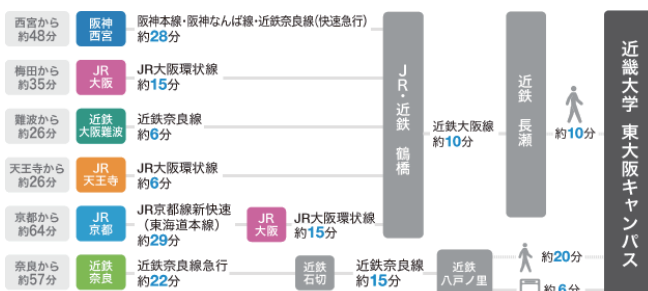 西宮から
約48分
阪神
西宮
阪神本線・阪神なんば線・近鉄奈良線(快速急行)
約28分
梅田から
約35分
JR
大阪
JR大阪環状線
約15分
難波から
約26分
近鉄
大阪難波
近鉄奈良線
約6分
天王寺から
約26分
JR
天王寺
JR大阪環状線
約6分
京都から
約64分
JR
京都
JR京都線新快速
(東海道本線)
約29分
JR
大阪
JR大阪環状線
約15分
JR・近鉄 鶴橋
近鉄大阪線
約10分
近鉄 長瀬
約10分
奈良から
約57分
近鉄
奈良
近鉄奈良線急行
約22分
近鉄
石切
近鉄奈良線
約15分
近鉄
八戸ノ里
約20分
約6分
近畿大学 東大阪キャンパス